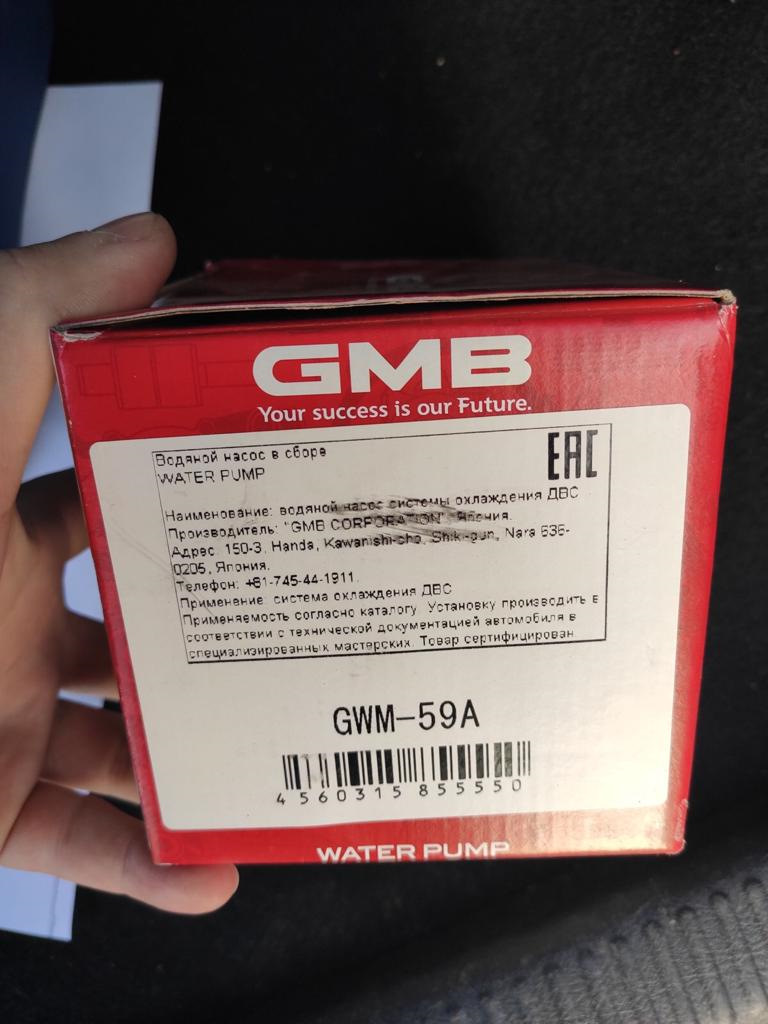 GMB
Your success is our Future.
EAC
Водяной насос в сборе
WATER PUMP
Наименование: водяной насос системы охлаждения ДВС
Производитель: "GMB CORPORATION", Япония.
Адрес: 150-3, Handa, Kawanishi-cho, Shiki-gun, Nara 636-
0205, Япония.
Телефон: +81-745-44-1911.
Применение: система охлаждения ДВС
Применяемость согласно каталогу. Установку производить в
соответствии с технической документацией автомобиля в
специализированных мастерских. Товар сертифицирован
GWM-59A
4 560315 855550
WATER PUMP